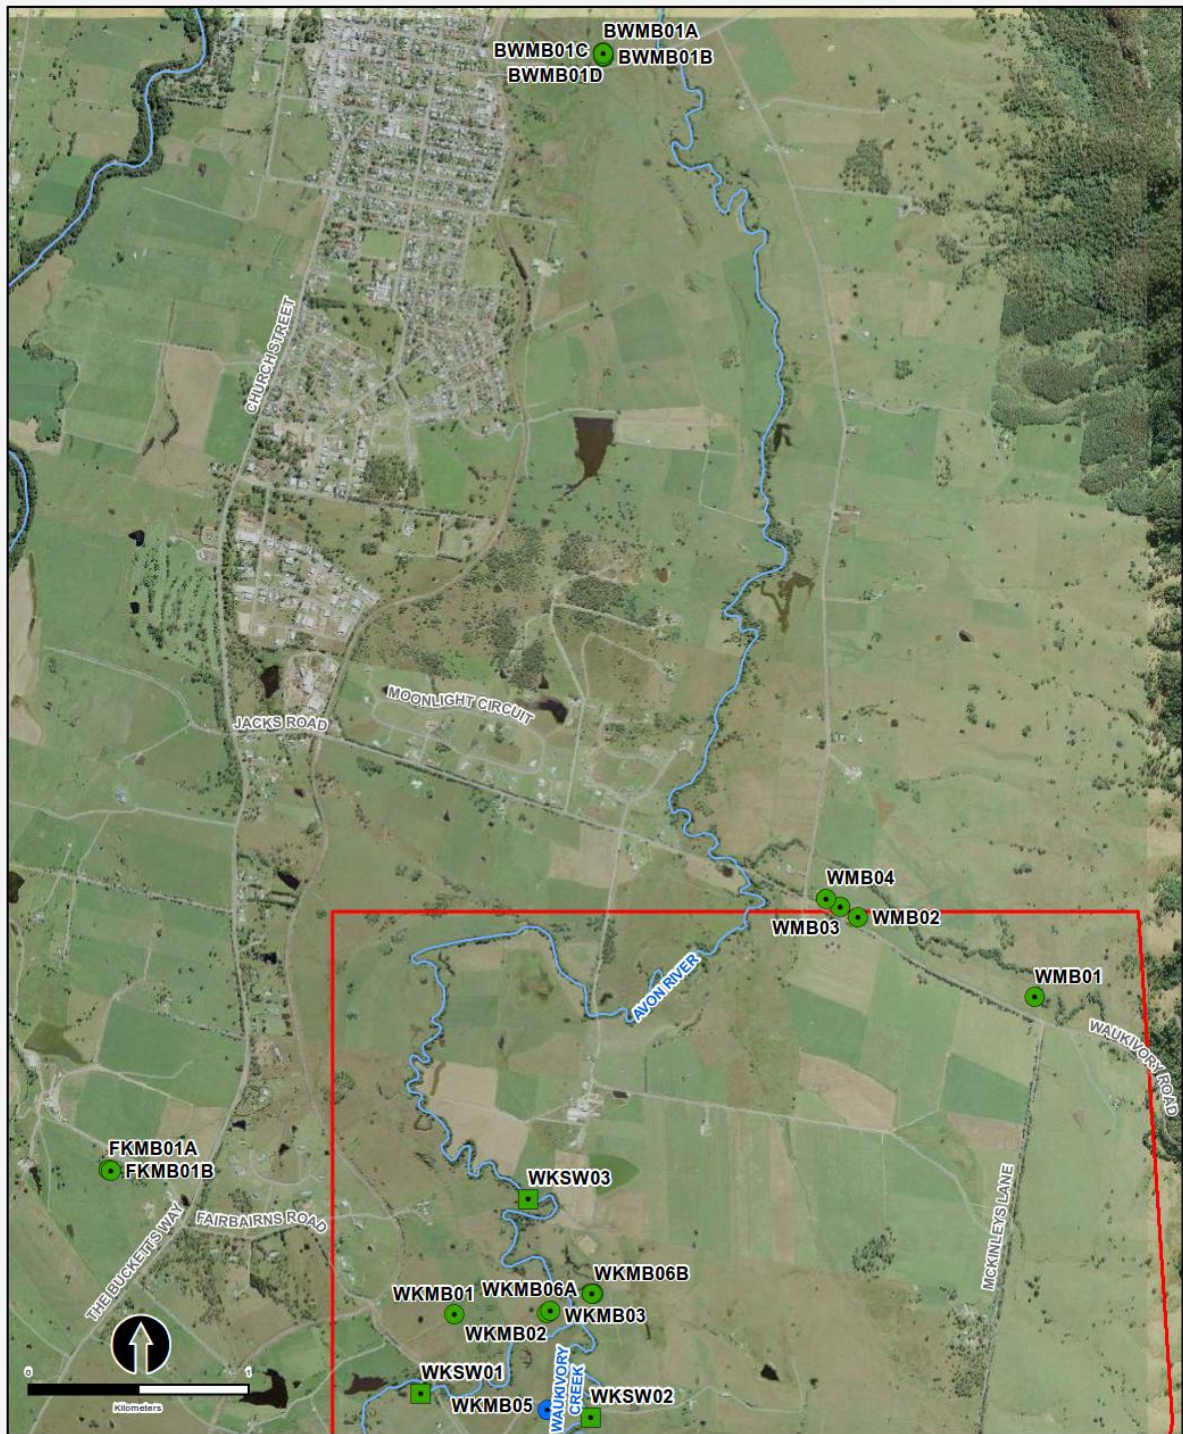 BWMB01A
BWMB01C
BWMB01B
BWMB01D
CHURCH STREET
MOONLIGHT CIRCUIT
JACKS ROAD
WMB04
WMB03
WMB02
AVON RIVER
WMB01
WAUKIVORY ROAD
FKMB01A
FKMB01B
WKSW03
MCKINLEYS LANE
FAIRBAIRNS ROAD
THE BUCKETTS WAY
WKMB06B
WKMB01
WKMB06A
WKMB03
WKMB02
0
1
Kilometers
WKSW01
WKMB05
WAUKIVORY
CREEK
WKSW02